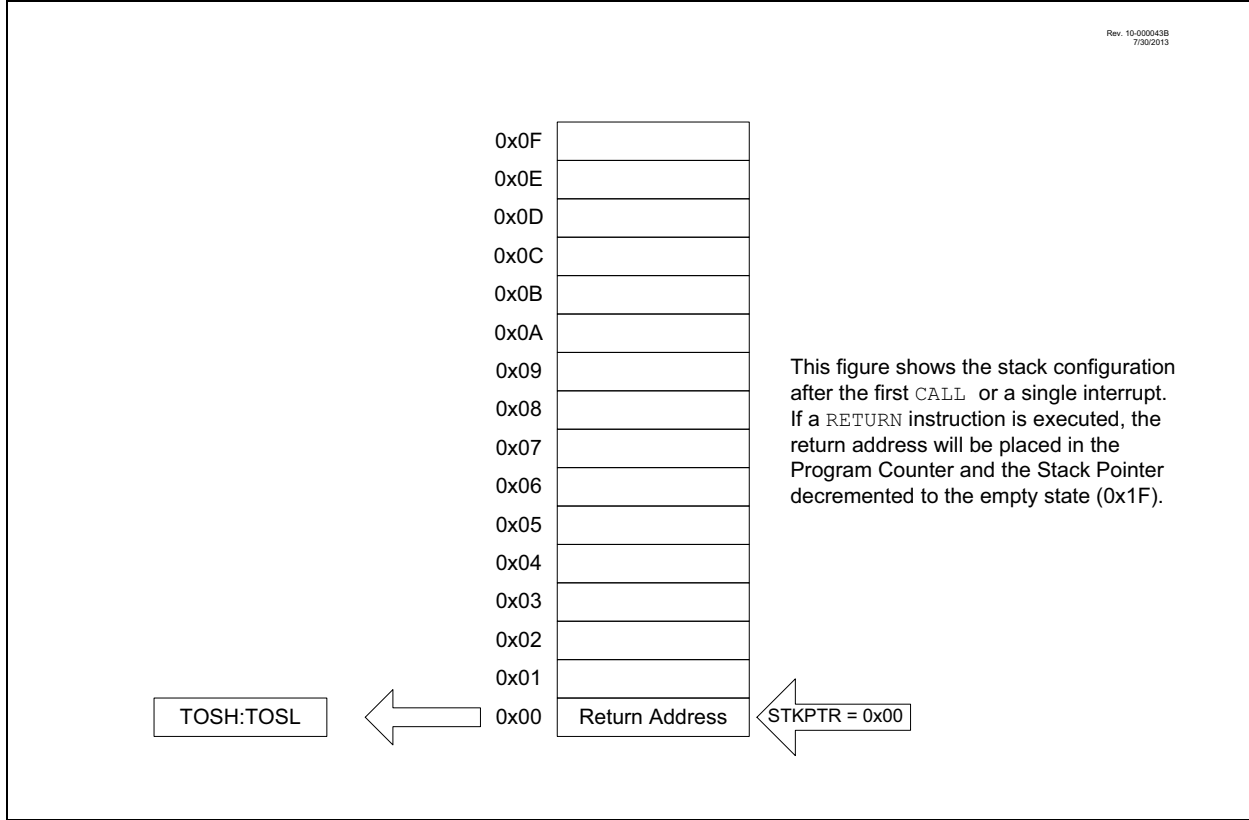 Rev. 10-000043B
7/30/2013
0x0F
0x0E
0x0D
0x0C
0x0B
0x0A
0x09
0x08
0x07
0x06
0x05
0x04
0x03
0x02
0x01
0x00
This figure shows the stack configuration
after the first CALL or a single interrupt.
If a RETURN instruction is executed, the
return address will be placed in the
Program Counter and the Stack Pointer
decremented to the empty state (0x1F).
TOSH:TOSL
Return Address
STKPTR = 0x00